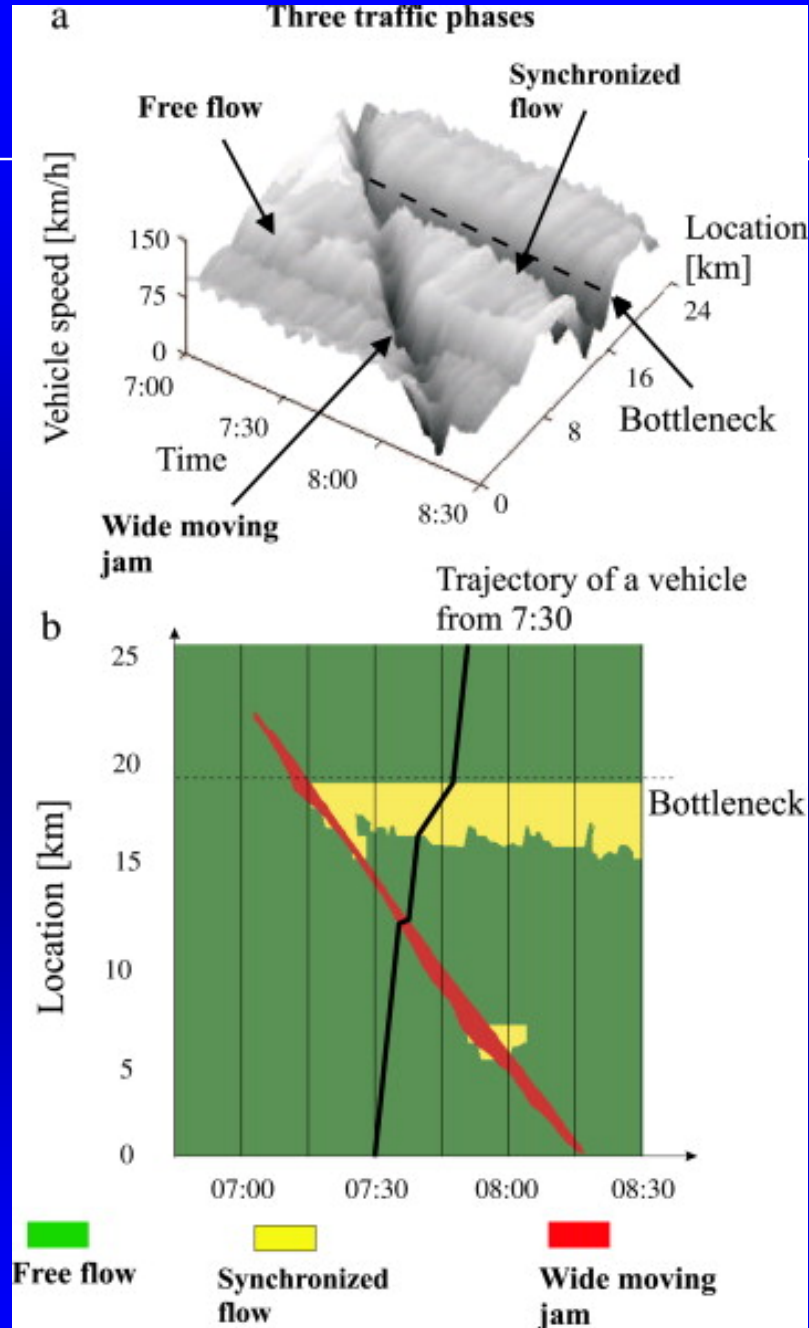 a
Three traffic phases
Free flow
Synchronized
flow
Vehicle speed [km/h]
150
75
0
Location
[km]
24
16
8
0
Bottleneck
7:00
7:30
8:00
8:30
Time
Wide moving
jam
b
Trajectory of a vehicle
from 7:30
Location [km]
25
20
15
10
5
0
Bottleneck
07:00
07:30
08:00
08:30
Free flow
Synchronized
flow
Wide moving
jam